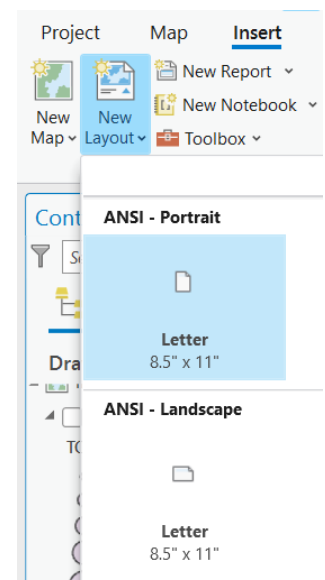 Project Map Insert
New Report
New Notebook
Toolbox
New Map
New Layout
Cont
ANSI - Portrait
Letter
8.5" x 11"
Dra
ANSI - Landscape
TO
Letter
8.5" x 11"